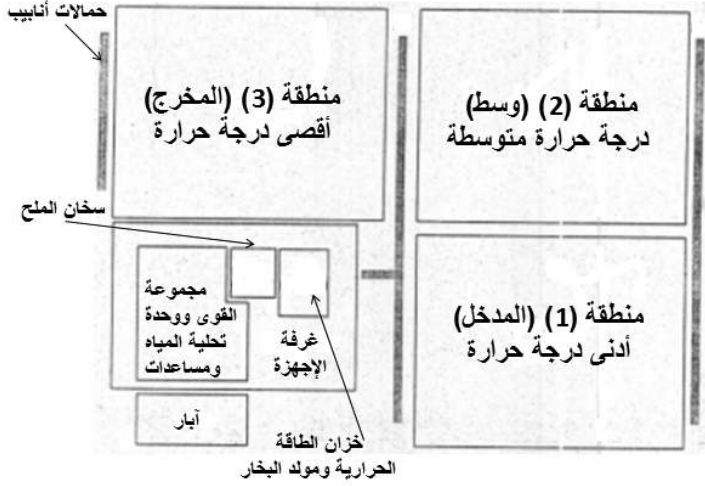 حمالات أنابيب
منطقة (3) (المخرج)
أقصى درجة حرارة
منطقة (2) (وسط)
درجة حرارة متوسطة
سخان الملح
مجموعة
القوى ووحدة
تحلية المياه
ومساعدات
غرفة
الإجهزة
منطقة (1) (المدخل)
أدنى درجة حرارة
آبار
خزان الطاقة
الحرارية ومولد البخار